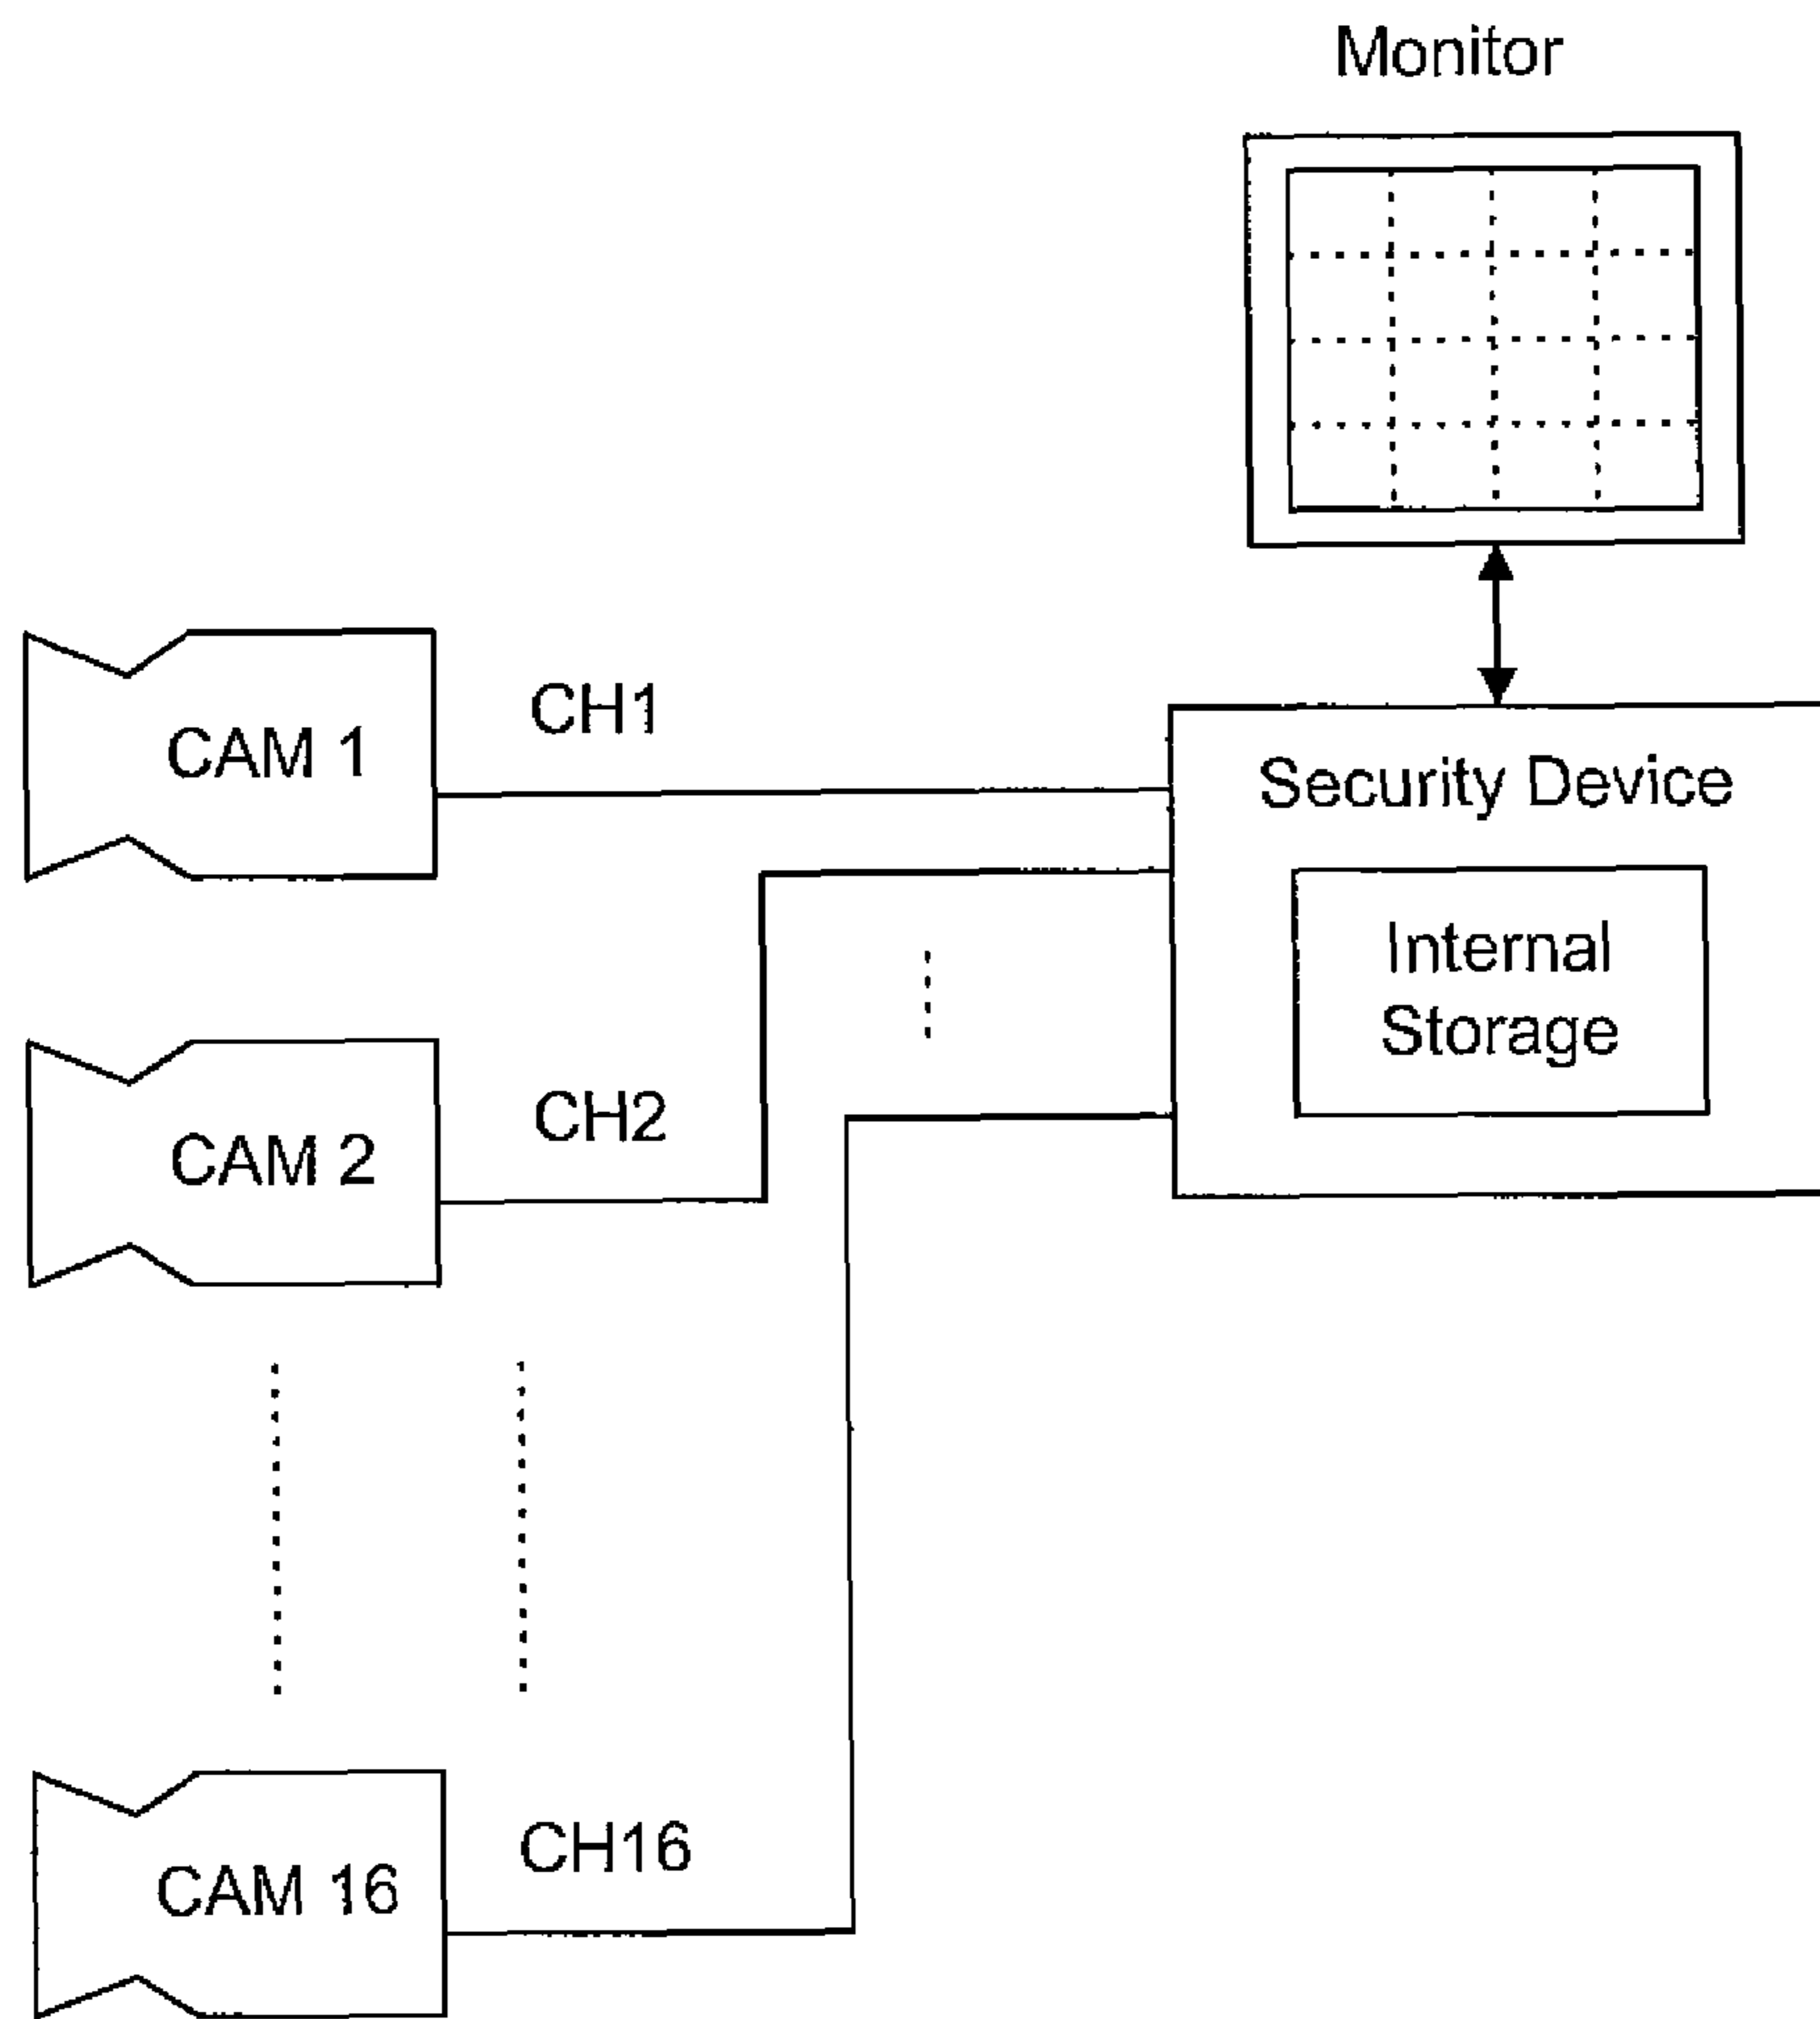 Monitor
CH1
CAM 1
Security Device
Internal
Storage
CH2
CAM 2
CH16
CAM 16